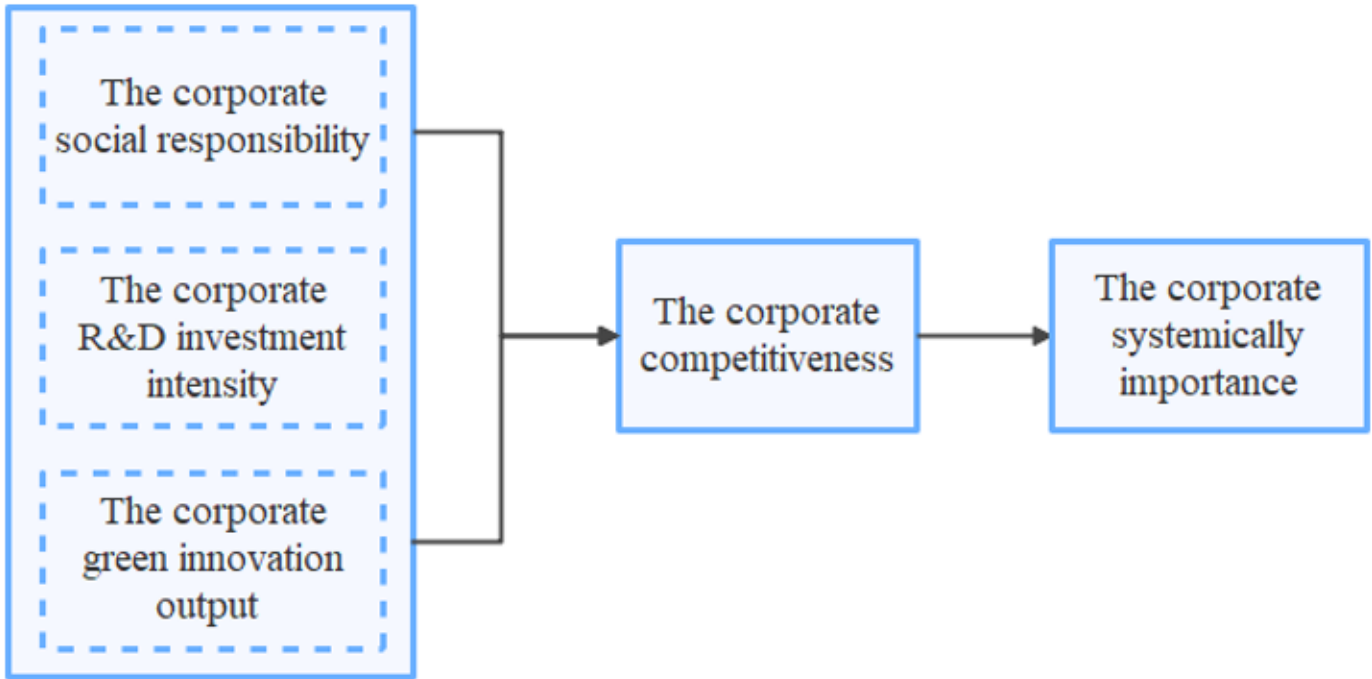 The corporate
social responsibility
The corporate
R&D investment
intensity
The corporate
green innovation
output
The corporate
competitiveness
The corporate
systemically
importance